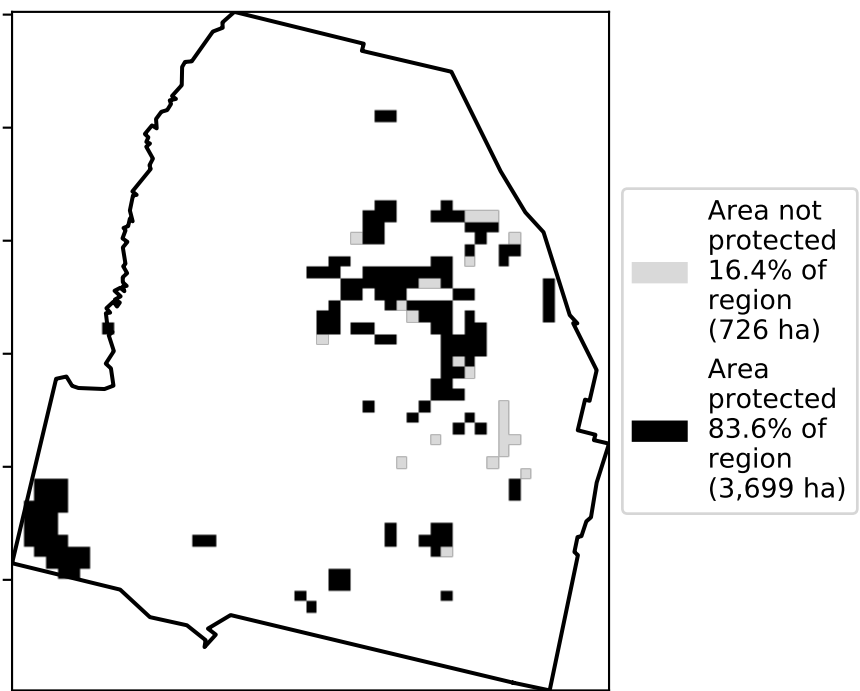 Area not
protected
16.4% of
region
(726 ha)
Area
protected
83.6% of
region
(3,699 ha)